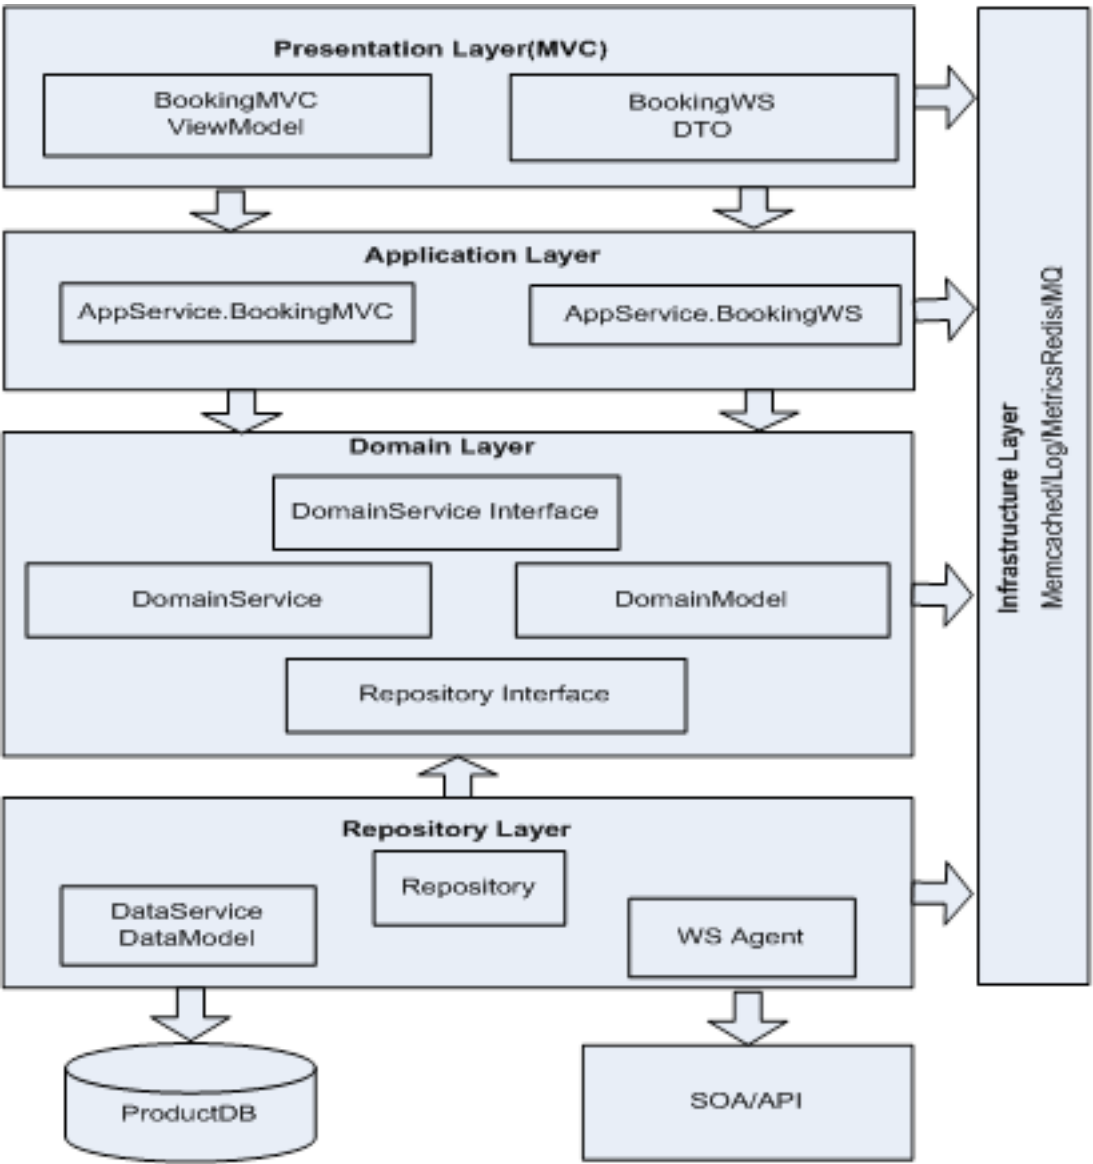 Presentation Layer(MVC)
BookingMVC
ViewModel
BookingWS
DTO
Application Layer
AppService.BookingMVC
AppService.BookingWS
Domain Layer
DomainService Interface
DomainService
DomainModel
Repository Interface
Repository Layer
Repository
DataService
DataModel
WS Agent
ProductDB
SOA/API
Infrastructure Layer
Memcached/Log/MetricsRedis/MQ